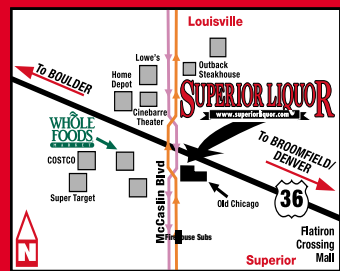 Louisville
Lowe's
Outback
Steakhouse
To BOULDER
Home
Depot
SUPERIOR LIQUOR
www.superiorliquor.com
Cinebarre
Theater
WHOLE
FOODS
MARKET
To BROOMFIELD/
DENVER
COSTCO
McCaslin Blvd
Super Target
Old Chicago
36
Firehouse Subs
Flatiron
Crossing
Mall
N
Superior